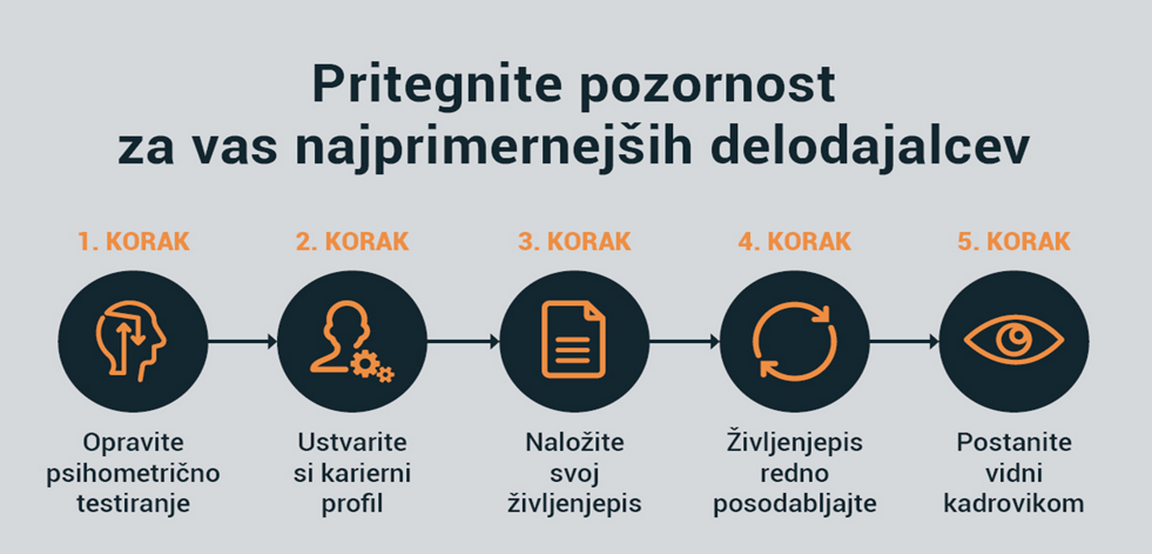 Pritegnite pozornost
za vas najprimernejših delodajalcev
1. KORAK
Opravite
psihometrično
testiranje
2. KORAK
Ustvarite
si karierni
profil
3. KORAK
Naložite
svoj
življenjepis
4. KORAK
Življenjepis
redno
posodabljajte
5. KORAK
Postanite
vidni
kadrovikom